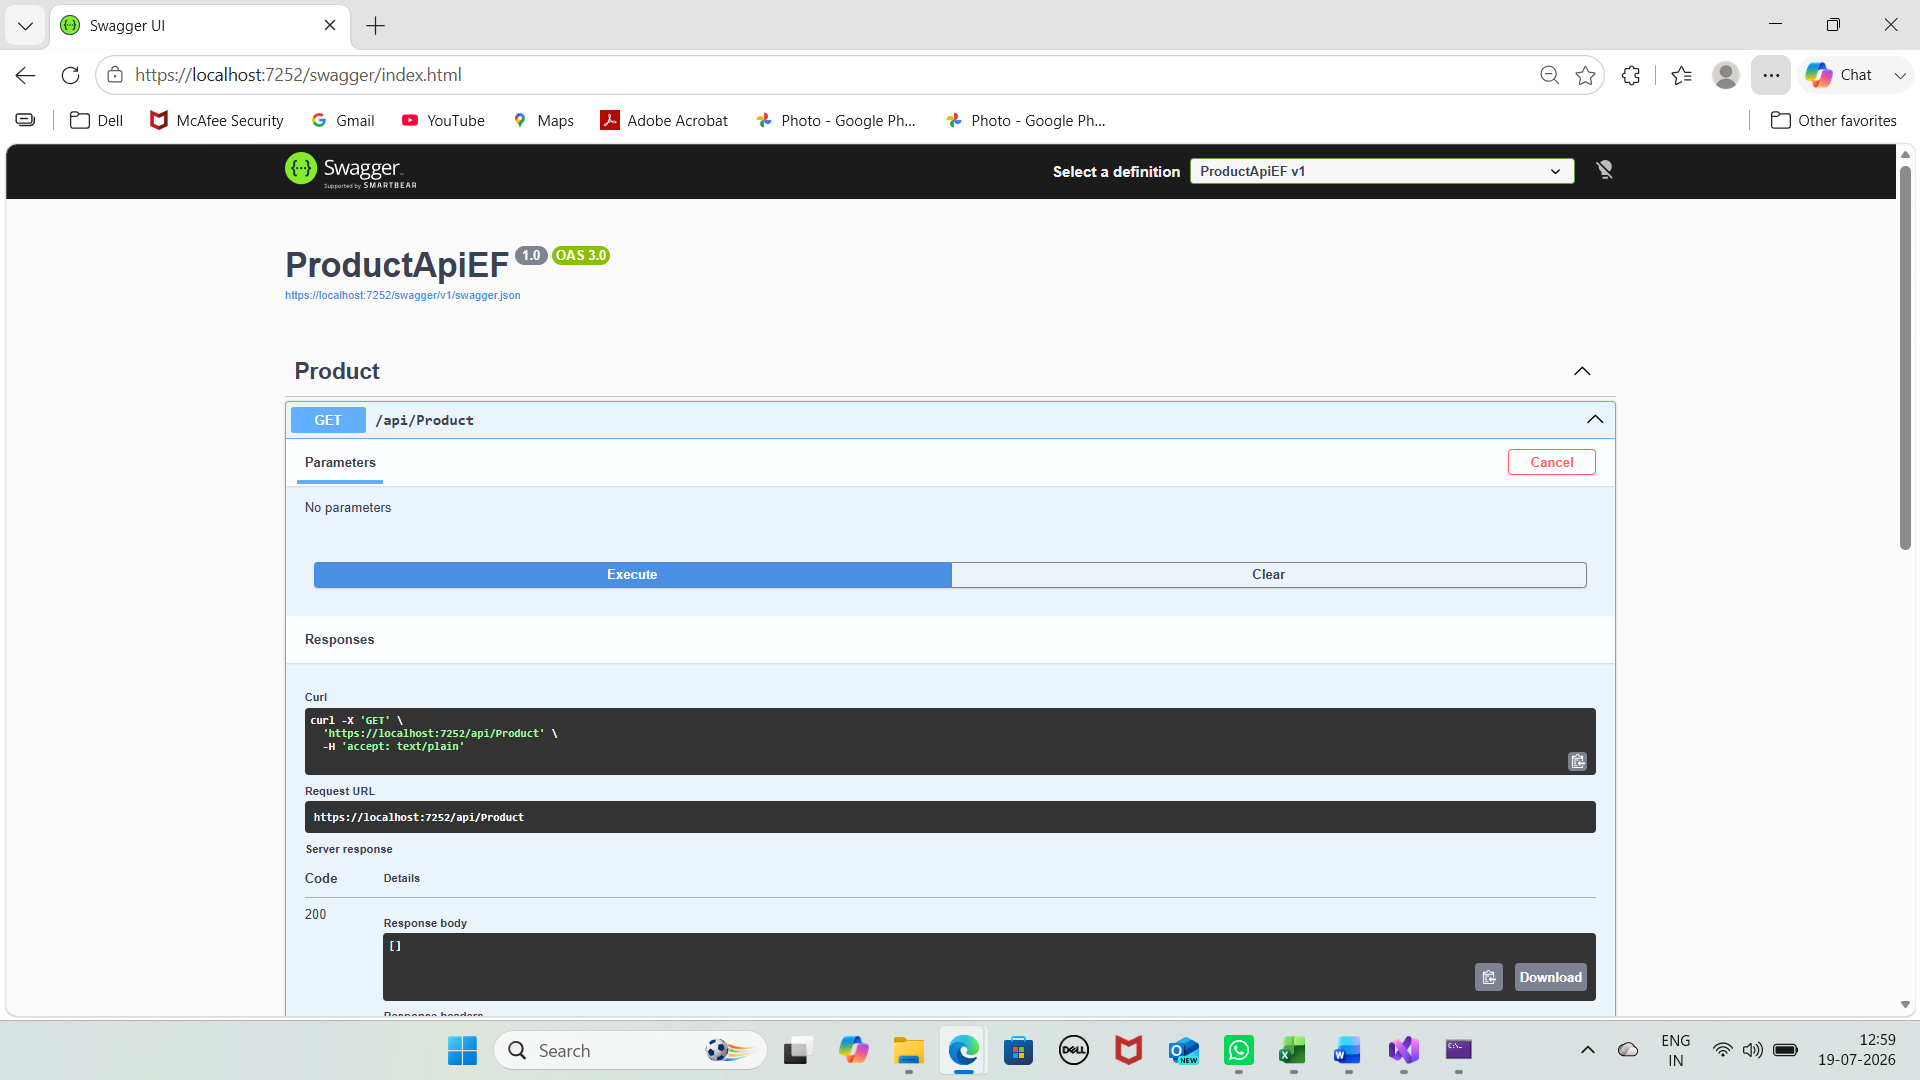 Swagger UI
https://localhost:7252/swagger/index.html
Chat
Dell
McAfee Security
Gmail
YouTube
Maps
Adobe Acrobat
Photo - Google Ph...
Photo - Google Ph...
Other favorites
Swagger
Supported by SMARTBEAR
Select a definition
ProductApiEF v1
ProductApiEF 1.0 OAS 3.0
https://localhost:7252/swagger/v1/swagger.json
Product
GET /api/Product
Parameters
Cancel
No parameters
Execute
Clear
Responses
Curl
curl -X 'GET' \
'https://localhost:7252/api/Product' \
-H 'accept: text/plain'
Request URL
https://localhost:7252/api/Product
Server response
Code Details
200
Response body
[]
Download
Response headers
Search
DELL
NEW
ENG
IN
12:59
19-07-2026